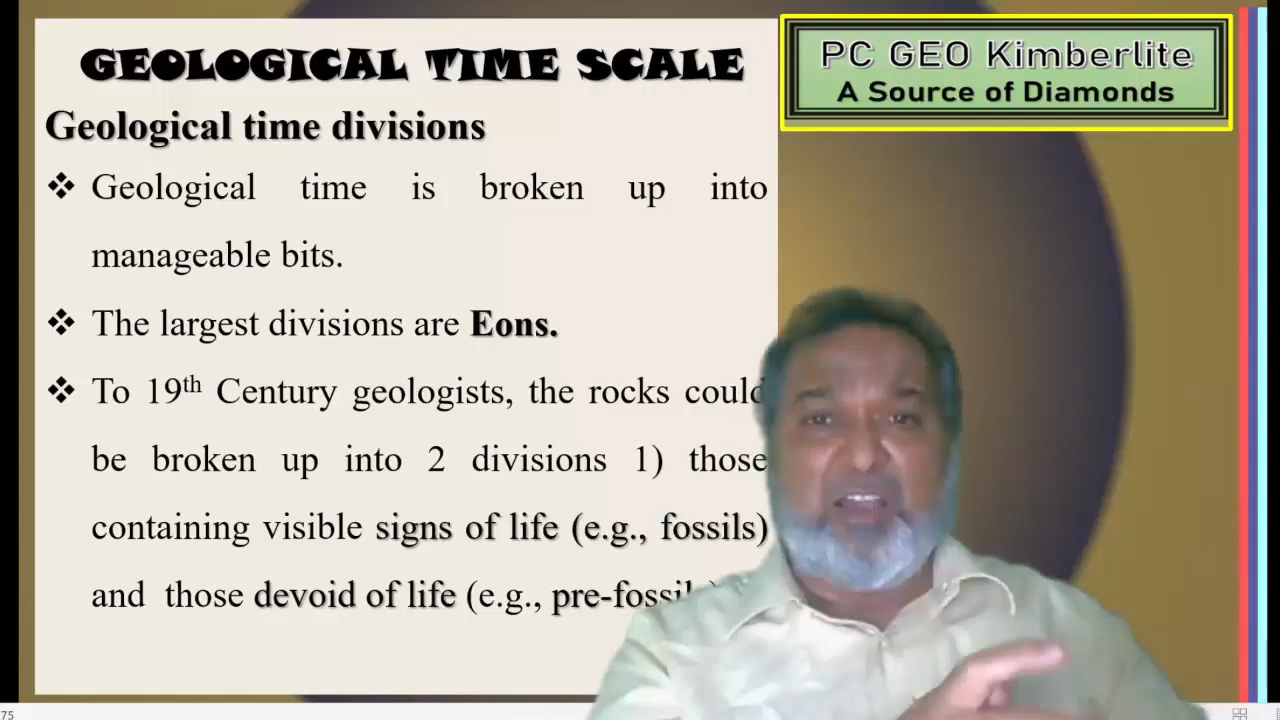 GEOLOGICAL TIME SCALE
PC GEO Kimberlite
A Source of Diamonds
Geological time divisions
❖ Geological time is broken up into
manageable bits.
❖ The largest divisions are Eons.
❖ To 19th Century geologists, the rocks could
be broken up into 2 divisions 1) those
containing visible signs of life (e.g., fossils)
and those devoid of life (e.g.,
75